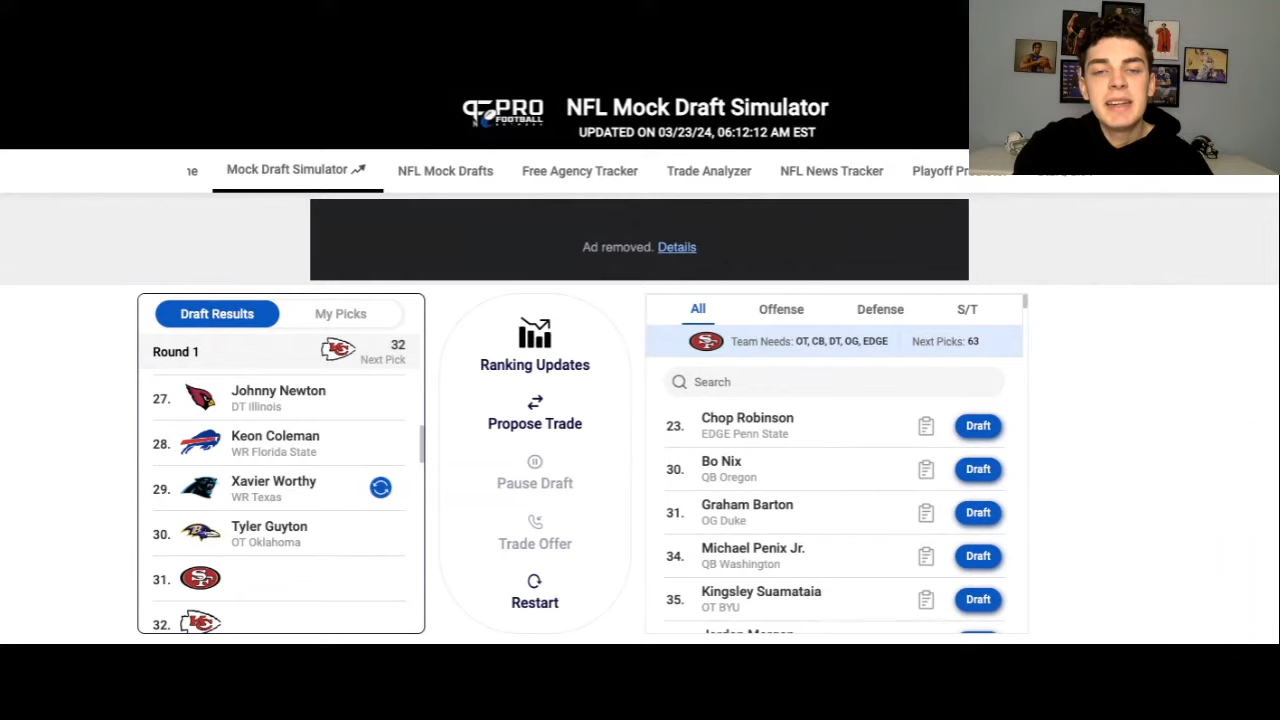 PRO
FOOTBALL
NETWORK
NFL Mock Draft Simulator
UPDATED ON 03/23/24, 06:12:12 AM EST
ne
Mock Draft Simulator
NFL Mock Drafts
Free Agency Tracker
Trade Analyzer
NFL News Tracker
Playoff
Ad removed. Details
Draft Results
My Picks
Round 1
32
Next Pick
27.
Johnny Newton
DT Illinois
28.
Keon Coleman
WR Florida State
29.
Xavier Worthy
WR Texas
30.
Tyler Guyton
OT Oklahoma
31.
32.
Ranking Updates
Propose Trade
Pause Draft
Trade Offer
Restart
All
Offense
Defense
S/T
Team Needs: OT, CB, DT, OG, EDGE
Next Picks: 63
Search
23.
Chop Robinson
EDGE Penn State
Draft
30.
Bo Nix
QB Oregon
Draft
31.
Graham Barton
OG Duke
Draft
34.
Michael Penix Jr.
QB Washington
Draft
35.
Kingsley Suamataia
OT BYU
Draft